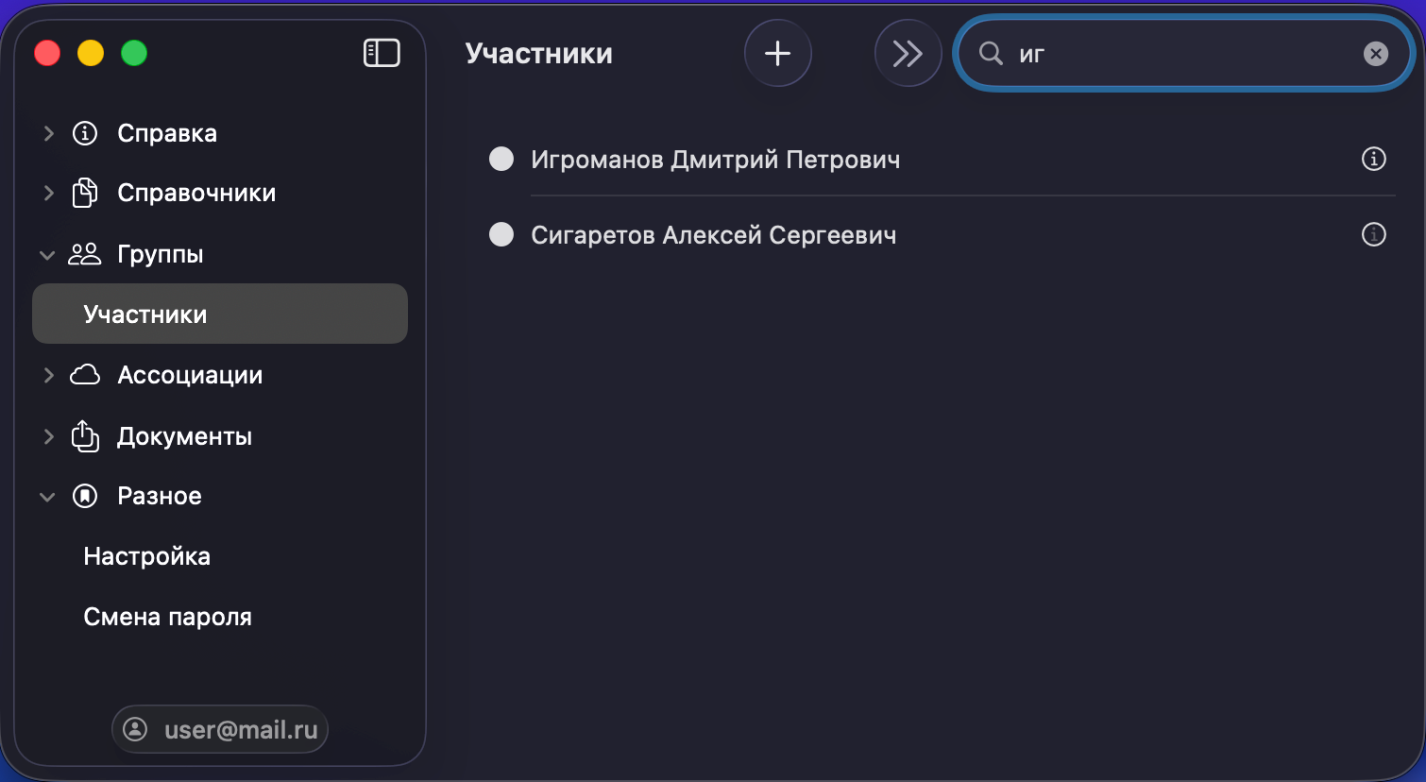 Справка
Справочники
Группы
Участники
Ассоциации
Документы
Разное
Настройка
Смена пароля
user@mail.ru
Участники
иг
Игроманов Дмитрий Петрович
Сигаретов Алексей Сергеевич